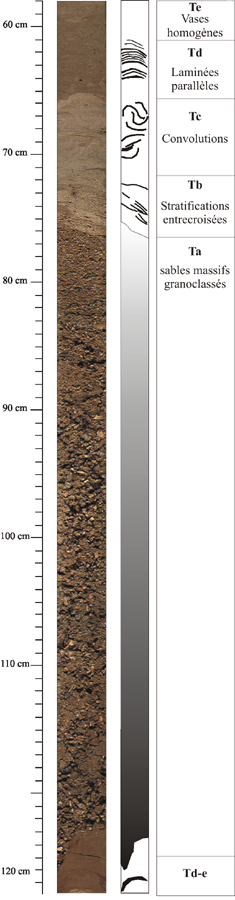 60 cm
70 cm
80 cm
90 cm
100 cm
110 cm
120 cm
Te
Vases
homogènes
Td
Laminées
parallèles
Tc
Convolutions
Tb
Stratifications
entrecroisées
Ta
sables massifs
granoclassés
Td-e